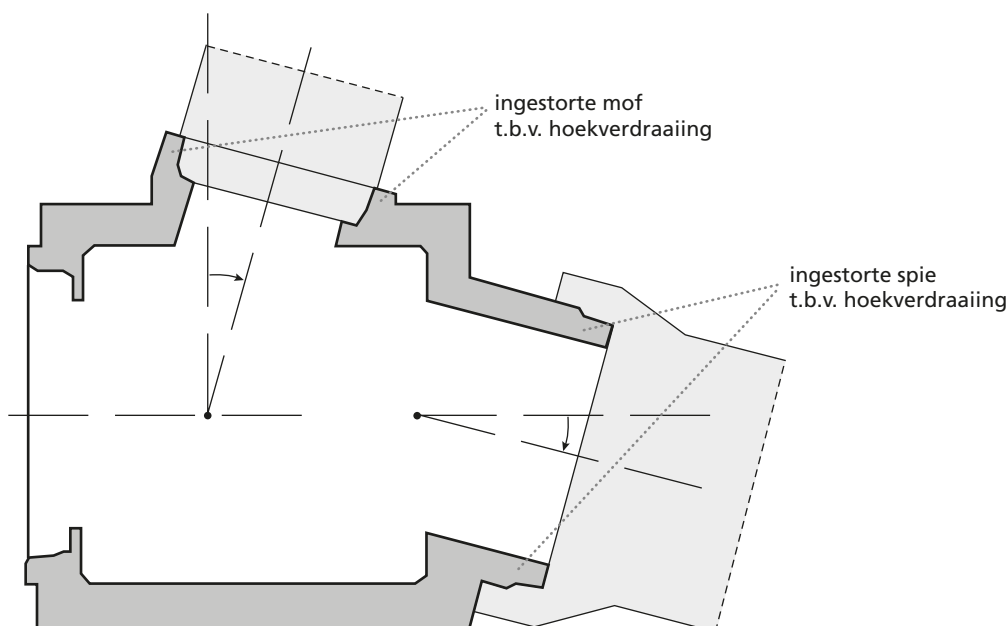 ingestorte mof
t.b.v. hoekverdraaiing
ingestorte spie
t.b.v. hoekverdraaiing